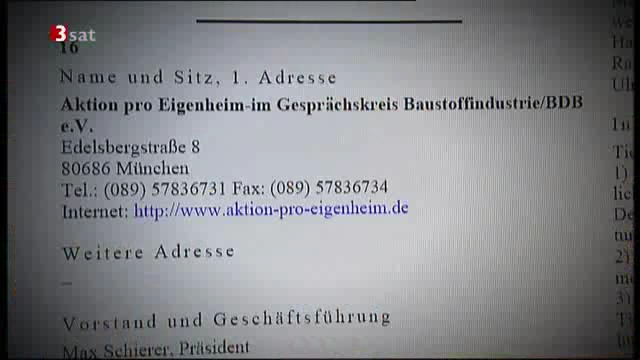 3sat
16
Name und Sitz, 1. Adresse
Aktion pro Eigenheim-im Gesprächskreis Baustoffindustrie/BDB
e.V.
Edelsbergstraße 8
80686 München
Tel.: (089) 57836731 Fax: (089) 57836734
Internet: http://www.aktion-pro-eigenheim.de
Weitere Adresse
–
Vorstand und Geschäftsführung
Max Schierer, Präsident